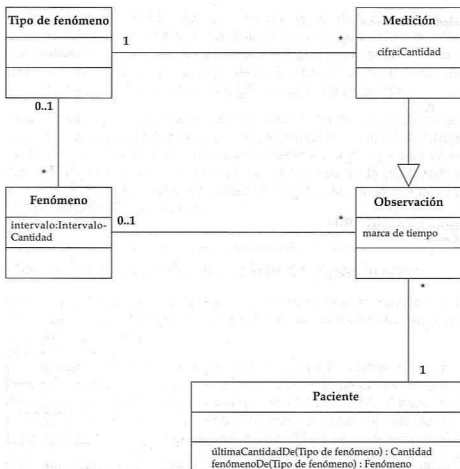 Tipo de fenómeno
Medición
cifra:Cantidad
1
*
0..1
*
Fenómeno
intervalo:Intervalo-
Cantidad
0..1
*
Observación
marca de tiempo
*
1
Paciente
últimaCantidadDe(Tipo de fenómeno) : Cantidad
fenómenoDe(Tipo de fenómeno) : Fenómeno